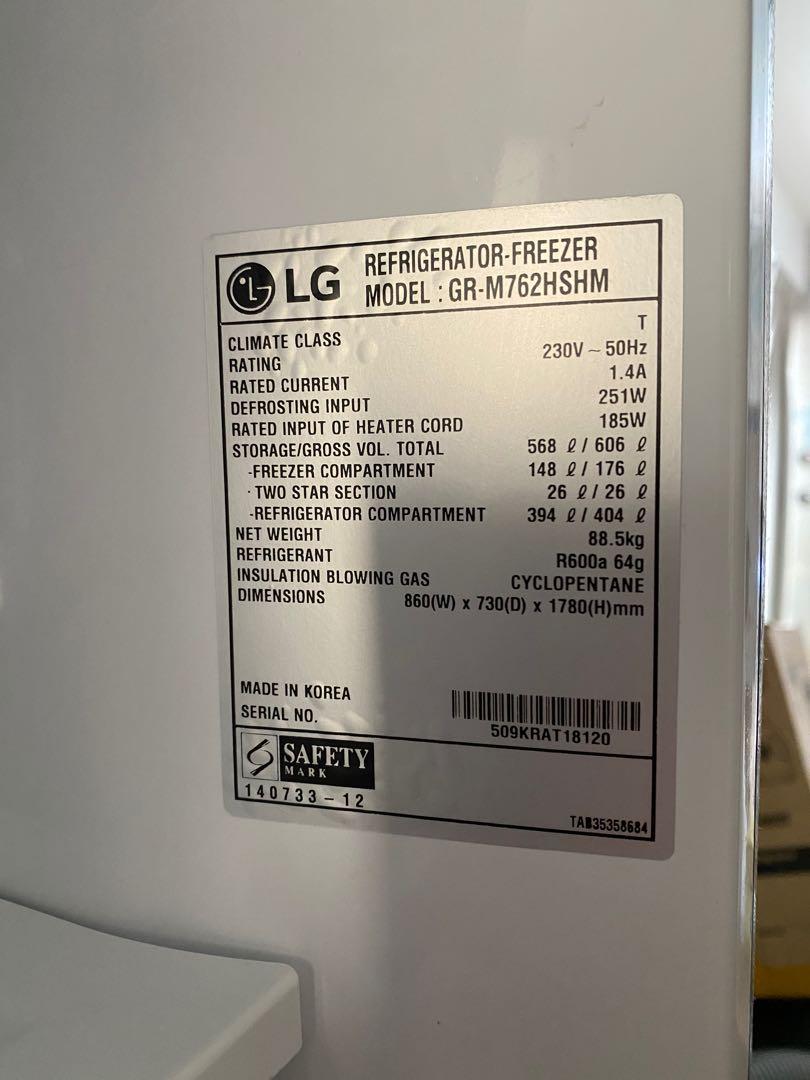 LG REFRIGERATOR-FREEZER
MODEL : GR-M762HSHM
CLIMATE CLASS T
RATING 230V ~ 50Hz
RATED CURRENT 1.4A
DEFROSTING INPUT 251W
RATED INPUT OF HEATER CORD 185W
STORAGE/GROSS VOL. TOTAL 568 ℓ / 606 ℓ
-FREEZER COMPARTMENT 148 ℓ / 176 ℓ
· TWO STAR SECTION 26 ℓ / 26 ℓ
-REFRIGERATOR COMPARTMENT 394 ℓ / 404 ℓ
NET WEIGHT 88.5kg
REFRIGERANT R600a 64g
INSULATION BLOWING GAS CYCLOPENTANE
DIMENSIONS 860(W) x 730(D) x 1780(H)mm
MADE IN KOREA
SERIAL NO.
509KRAT18120
SAFETY
MARK
140733-12
TAB35358684